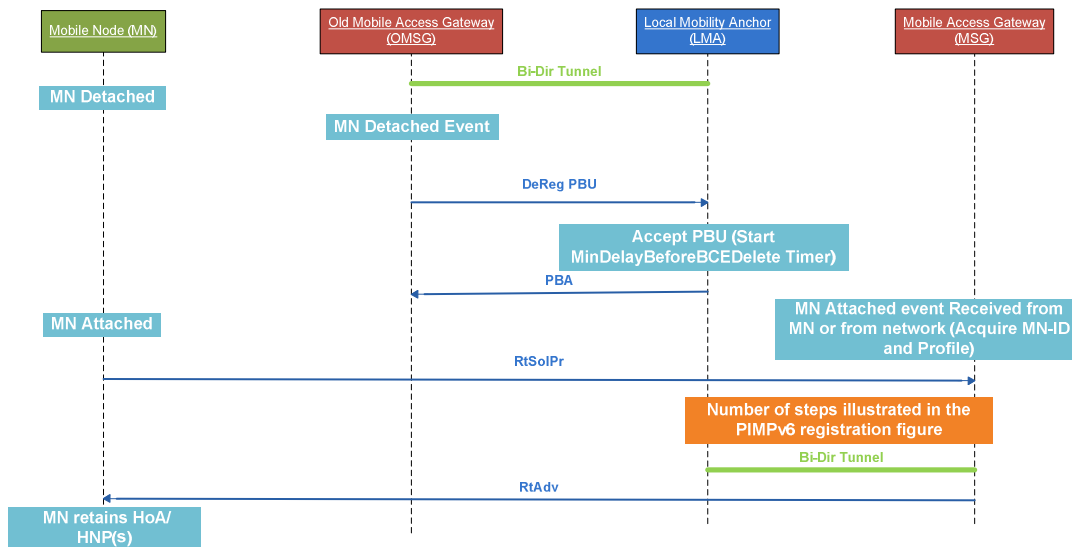 Mobile Node (MN)
Old Mobile Access Gateway
(OMSG)
Local Mobility Anchor
(LMA)
Mobile Access Gateway
(MSG)
Bi-Dir Tunnel
MN Detached
MN Detached Event
DeReg PBU
Accept PBU (Start
MinDelayBeforeBCEDelete Timer)
PBA
MN Attached
MN Attached event Received from
MN or from network (Acquire MN-ID
and Profile)
RtSolPr
Number of steps illustrated in the
PIMPv6 registration figure
Bi-Dir Tunnel
RtAdv
MN retains HoA/
HNP(s)